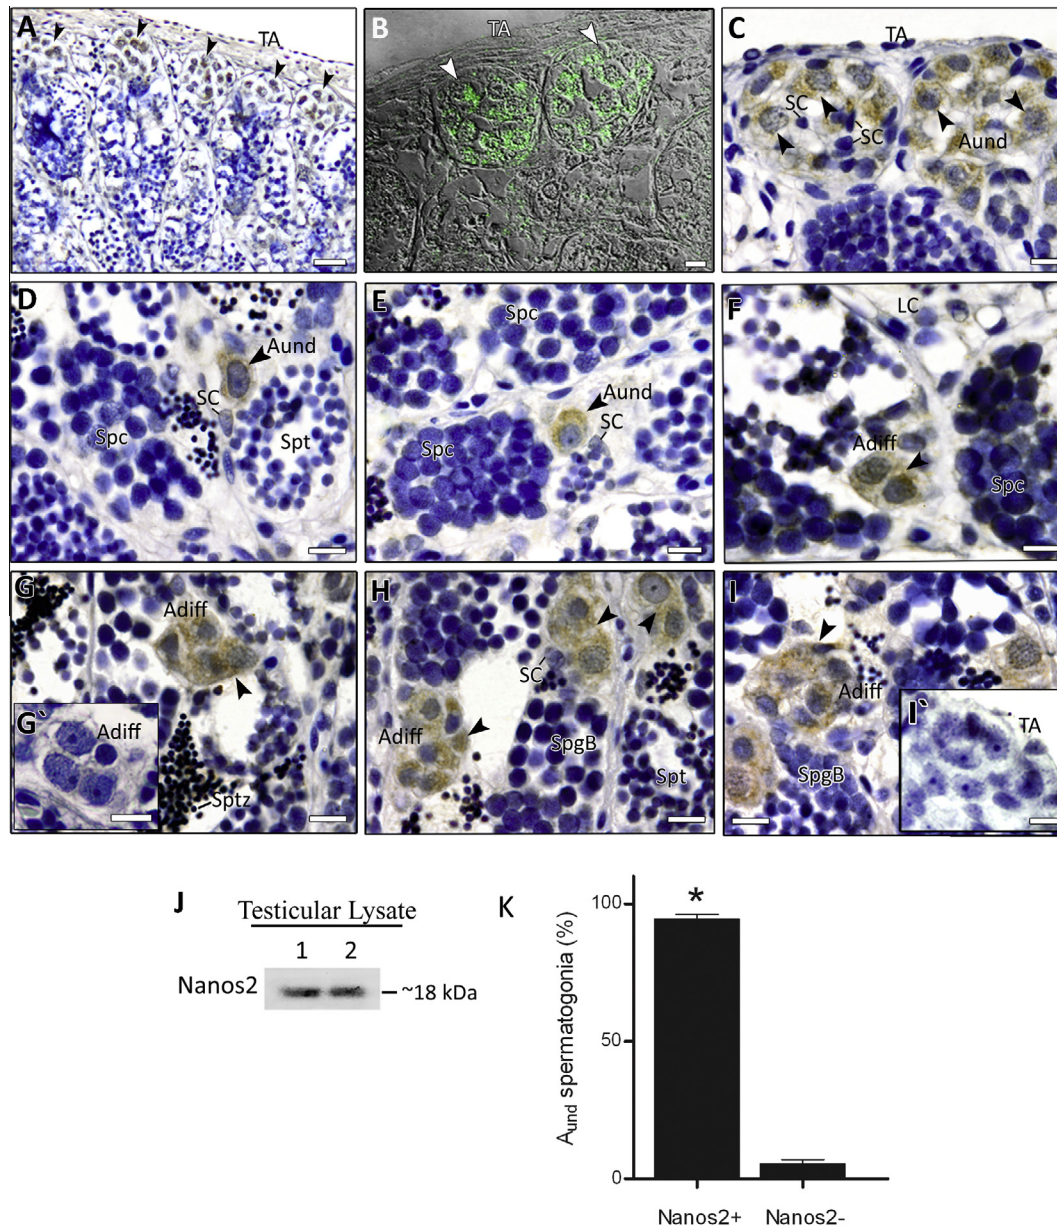 A
TA
B
TA
C
TA
SC
SC
Aund
D
Aund
SC
Spc
Spt
E
Spc
Aund
SC
Spc
F
LC
Adiff
Spc
G
Adiff
G`
Adiff
Sptz
H
SC
Adiff
SpgB
Spt
I
Adiff
I`
TA
SpgB
J
Testicular Lysate
1 2
Nanos2
~18 kDa
K
*
Aund spermatogonia (%)
100
50
0
Nanos2+ Nanos2-